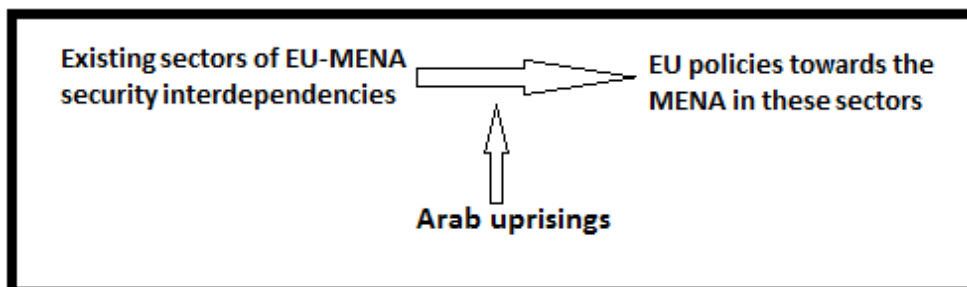 Existing sectors of EU-MENA
security interdependencies
EU policies towards the
MENA in these sectors
Arab uprisings